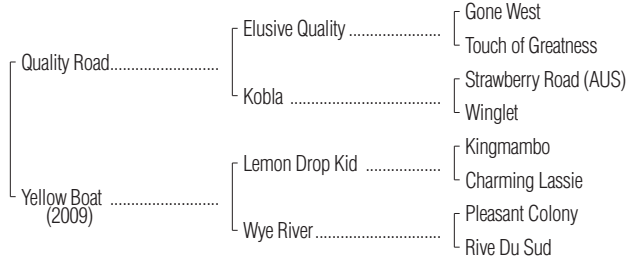 Gone West
Elusive Quality
Touch of Greatness
Quality Road
Strawberry Road (AUS)
Kobla
Winglet
Kingmambo
Lemon Drop Kid
Charming Lassie
Yellow Boat
(2009)
Pleasant Colony
Wye River
Rive Du Sud